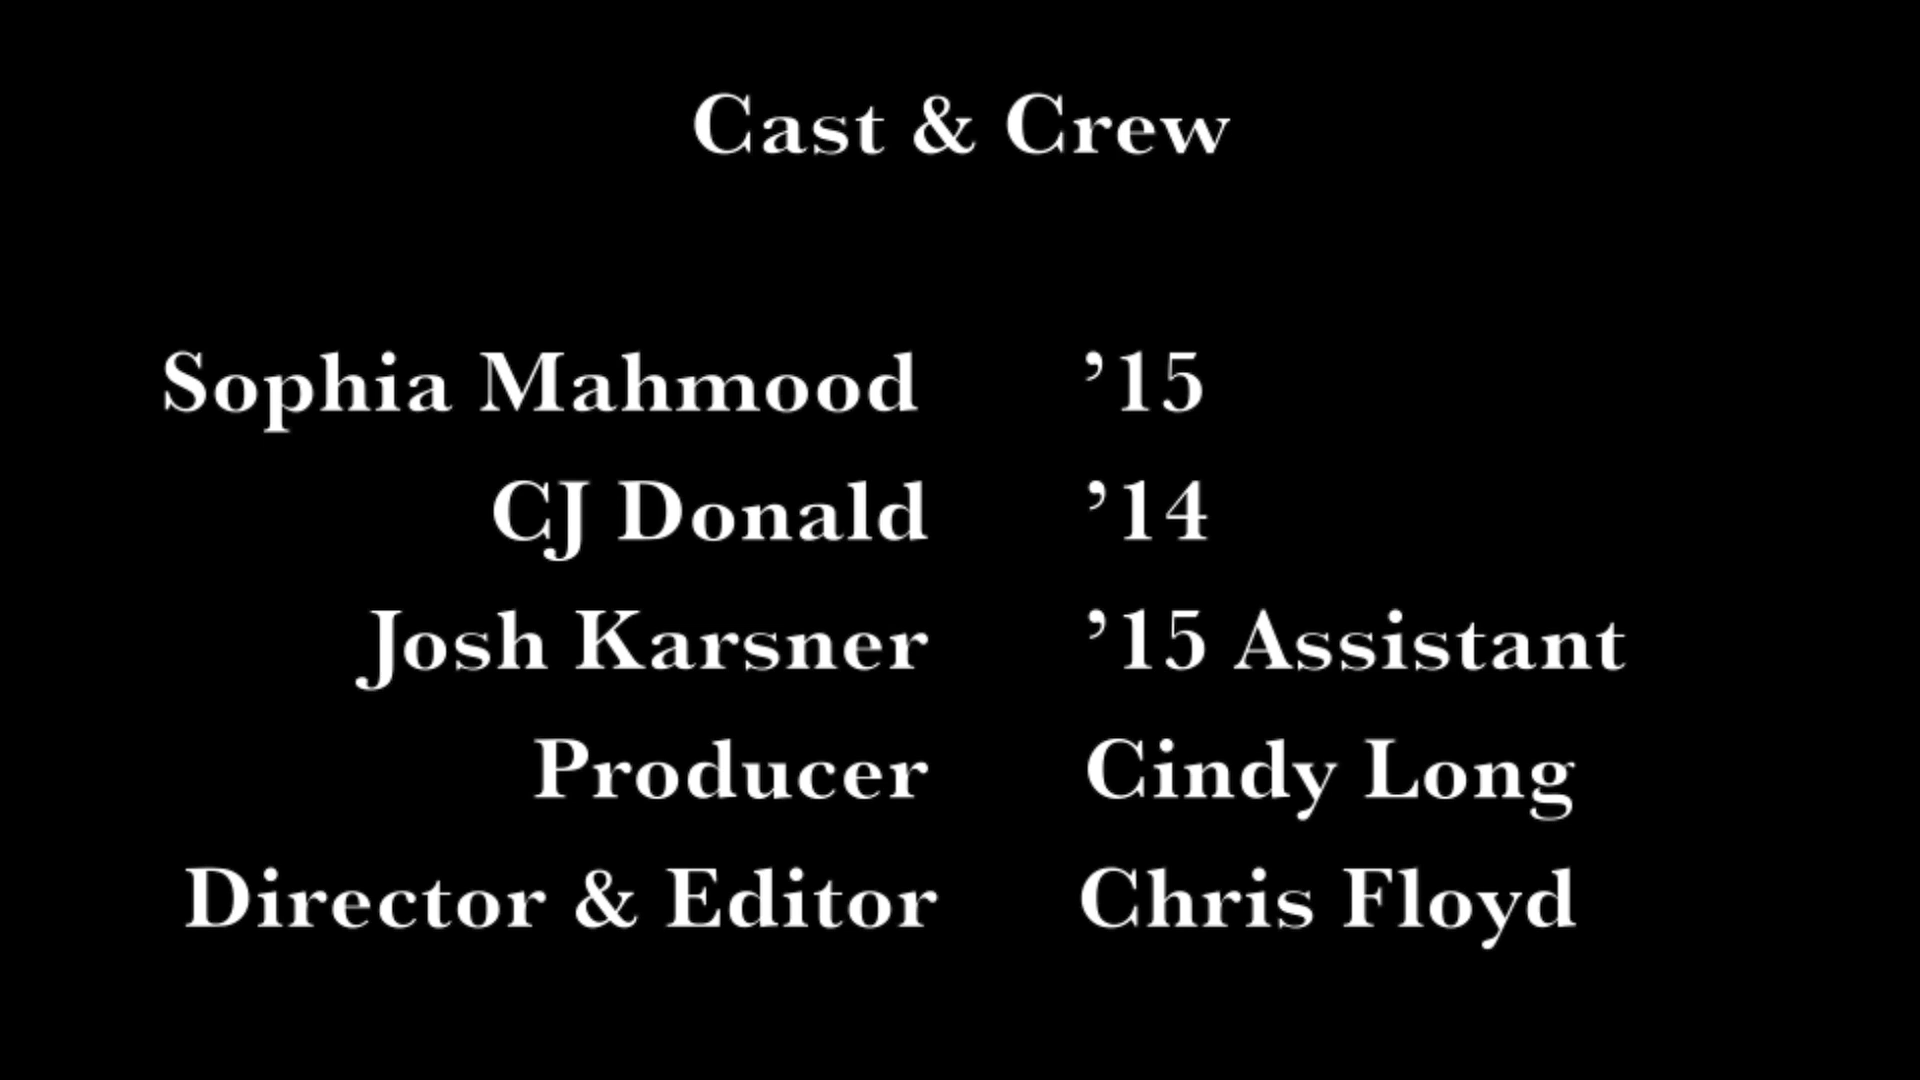 Cast & Crew
Sophia Mahmood ’15
CJ Donald ’14
Josh Karsner ’15 Assistant
Producer Cindy Long
Director & Editor Chris Floyd